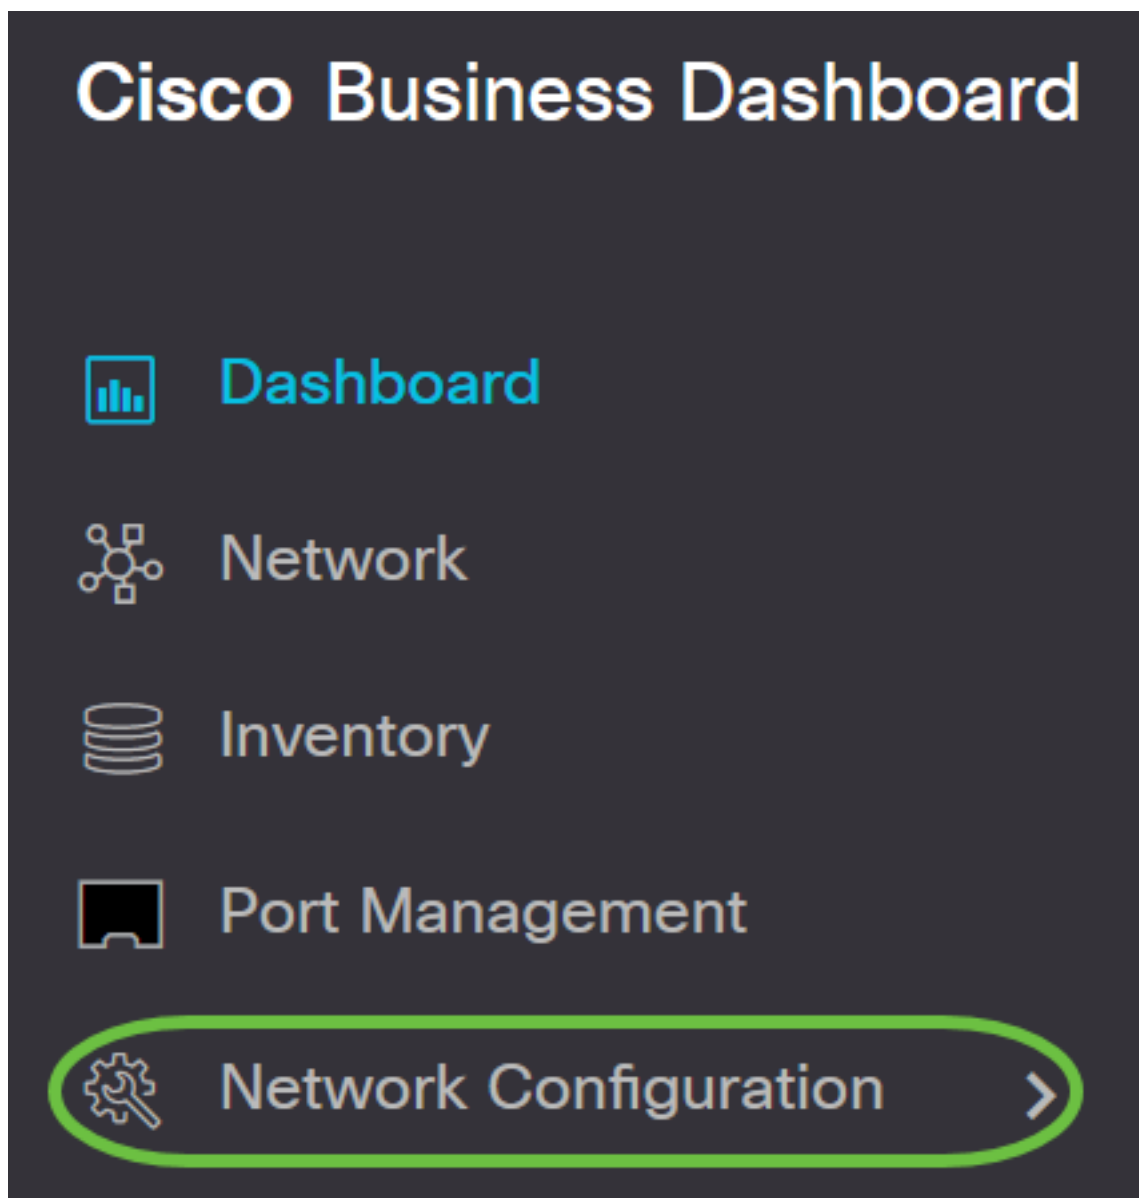 Cisco Business Dashboard
Dashboard
Network
Inventory
Port Management
Network Configuration